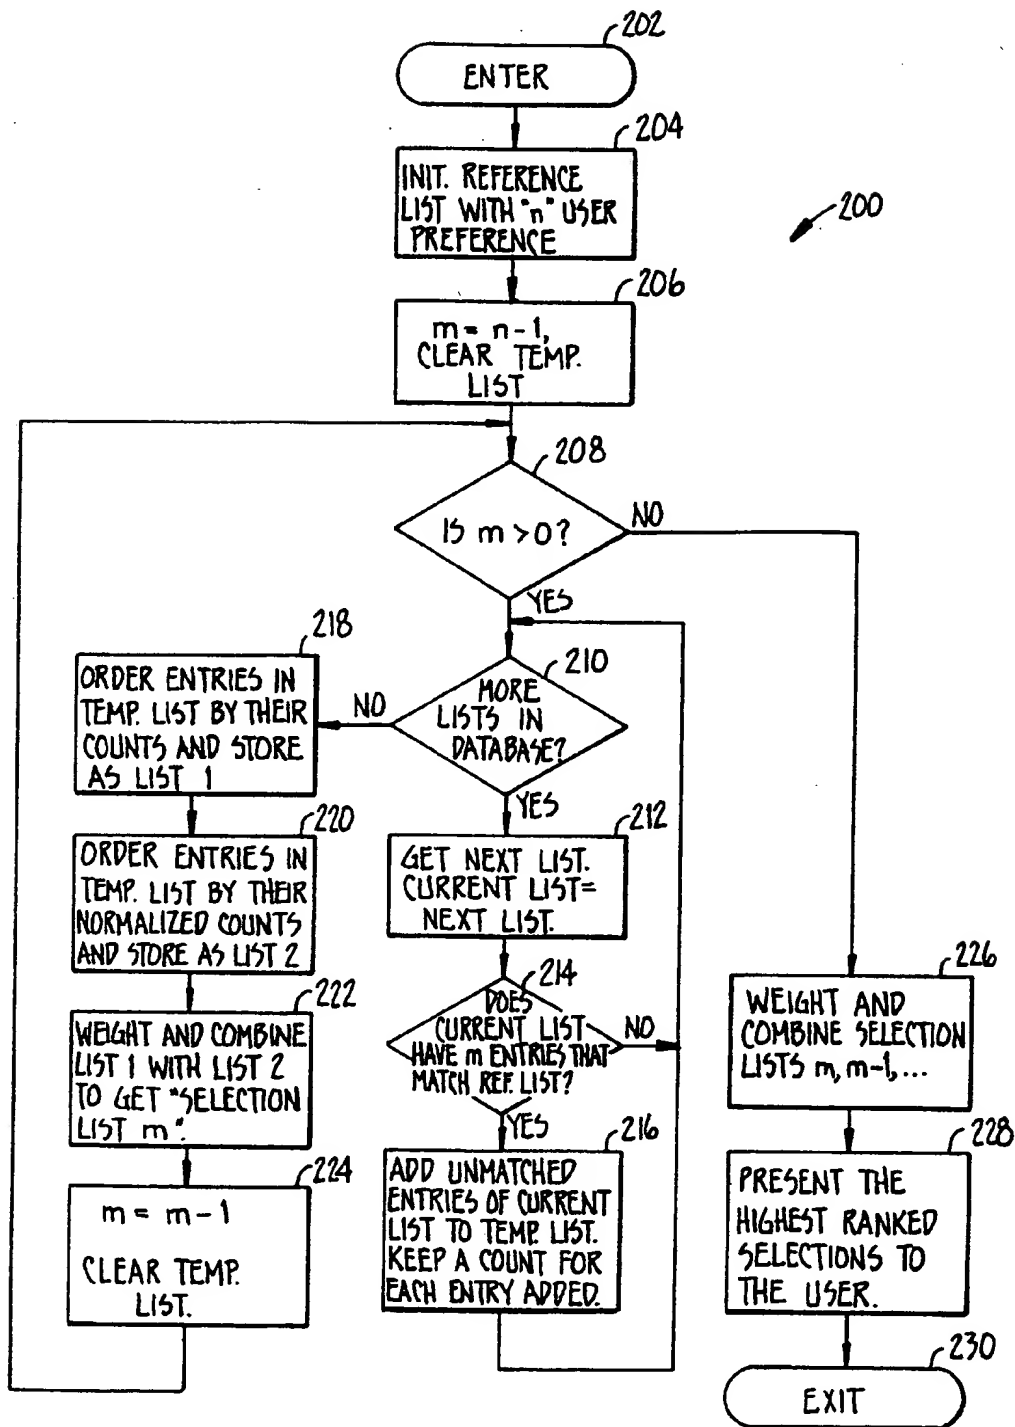 202
ENTER
204
INIT. REFERENCE
LIST WITH "n" USER
PREFERENCE
200
206
m = n-1,
CLEAR TEMP.
LIST
208
IS m > 0?
NO
YES
210
MORE
LISTS IN
DATABASE?
NO
YES
212
GET NEXT LIST.
CURRENT LIST=
NEXT LIST.
214
DOES
CURRENT LIST
HAVE m ENTRIES THAT
MATCH REF. LIST?
NO
YES
216
ADD UNMATCHED
ENTRIES OF CURRENT
LIST TO TEMP. LIST.
KEEP A COUNT FOR
EACH ENTRY ADDED.
218
ORDER ENTRIES IN
TEMP. LIST BY THEIR
COUNTS AND STORE
AS LIST 1
220
ORDER ENTRIES IN
TEMP. LIST BY THEIR
NORMALIZED COUNTS
AND STORE AS LIST 2
222
WEIGHT AND COMBINE
LIST 1 WITH LIST 2
TO GET "SELECTION
LIST m".
224
m = m-1
CLEAR TEMP.
LIST.
226
WEIGHT AND
COMBINE SELECTION
LISTS m, m-1, ...
228
PRESENT THE
HIGHEST RANKED
SELECTIONS TO
THE USER.
230
EXIT